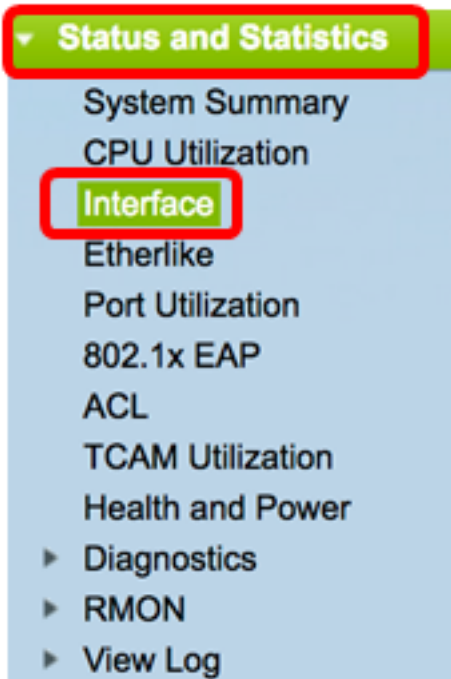 Status and Statistics
System Summary
CPU Utilization
Interface
Etherlike
Port Utilization
802.1x EAP
ACL
TCAM Utilization
Health and Power
Diagnostics
RMON
View Log